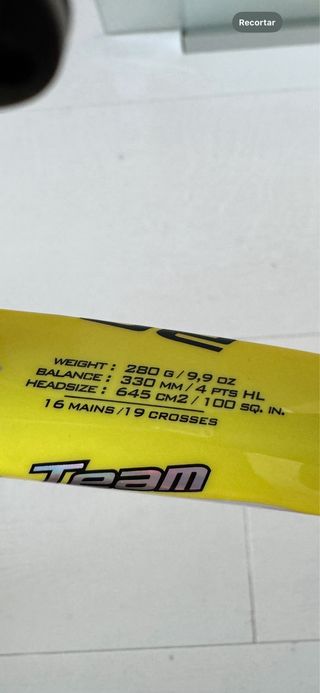 Recortar
WEIGHT : 280 G / 9,9 OZ
BALANCE : 330 MM / 4 PTS HL
HEADSIZE : 645 CM2 / 100 SQ. IN.
16 MAINS /19 CROSSES
Team